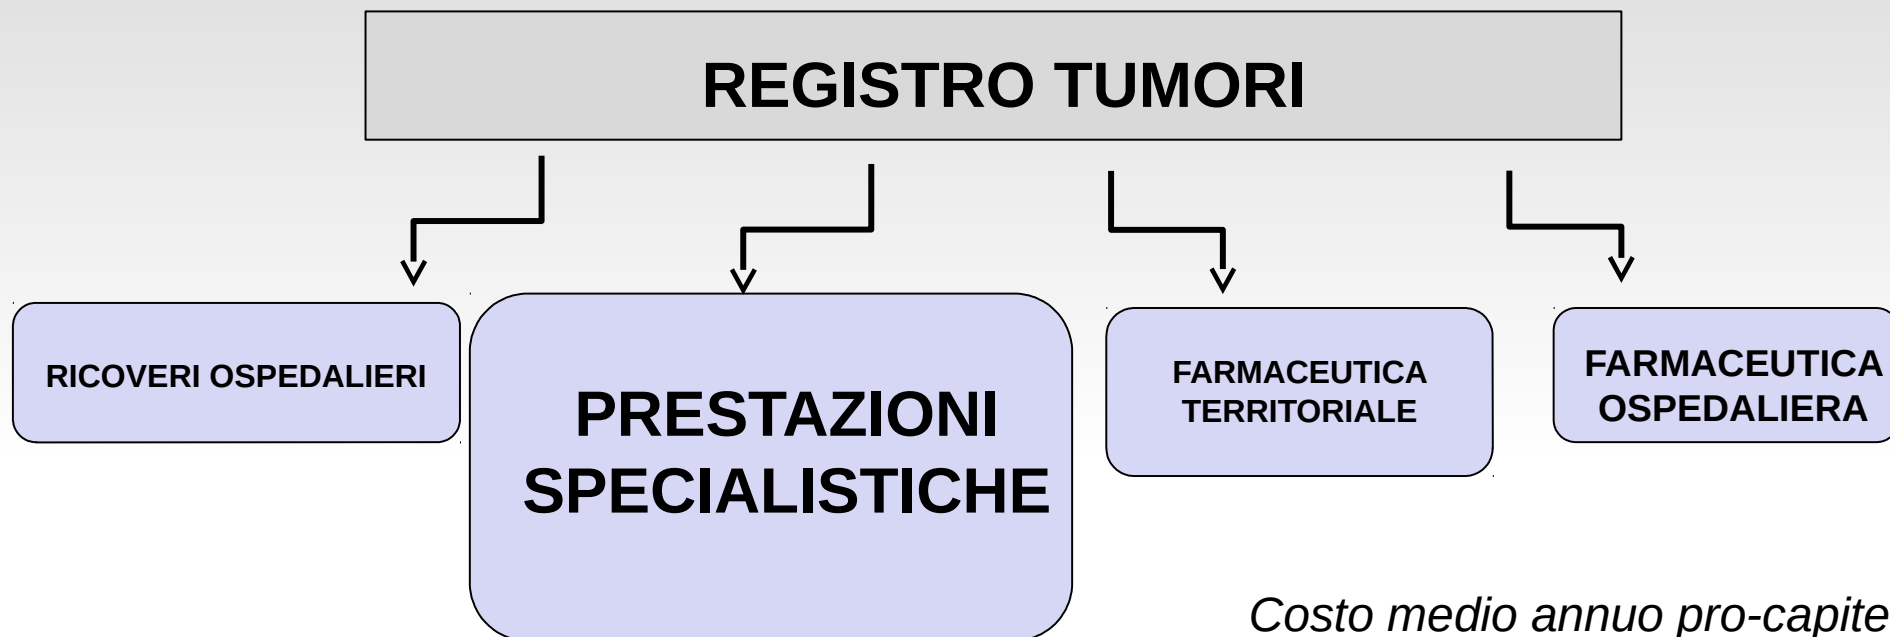 REGISTRO TUMORI
RICOVERI OSPEDALIERI
PRESTAZIONI
SPECIALISTICHE
FARMACEUTICA
TERRITORIALE
FARMACEUTICA
OSPEDALIERA
Costo medio annuo pro-capite